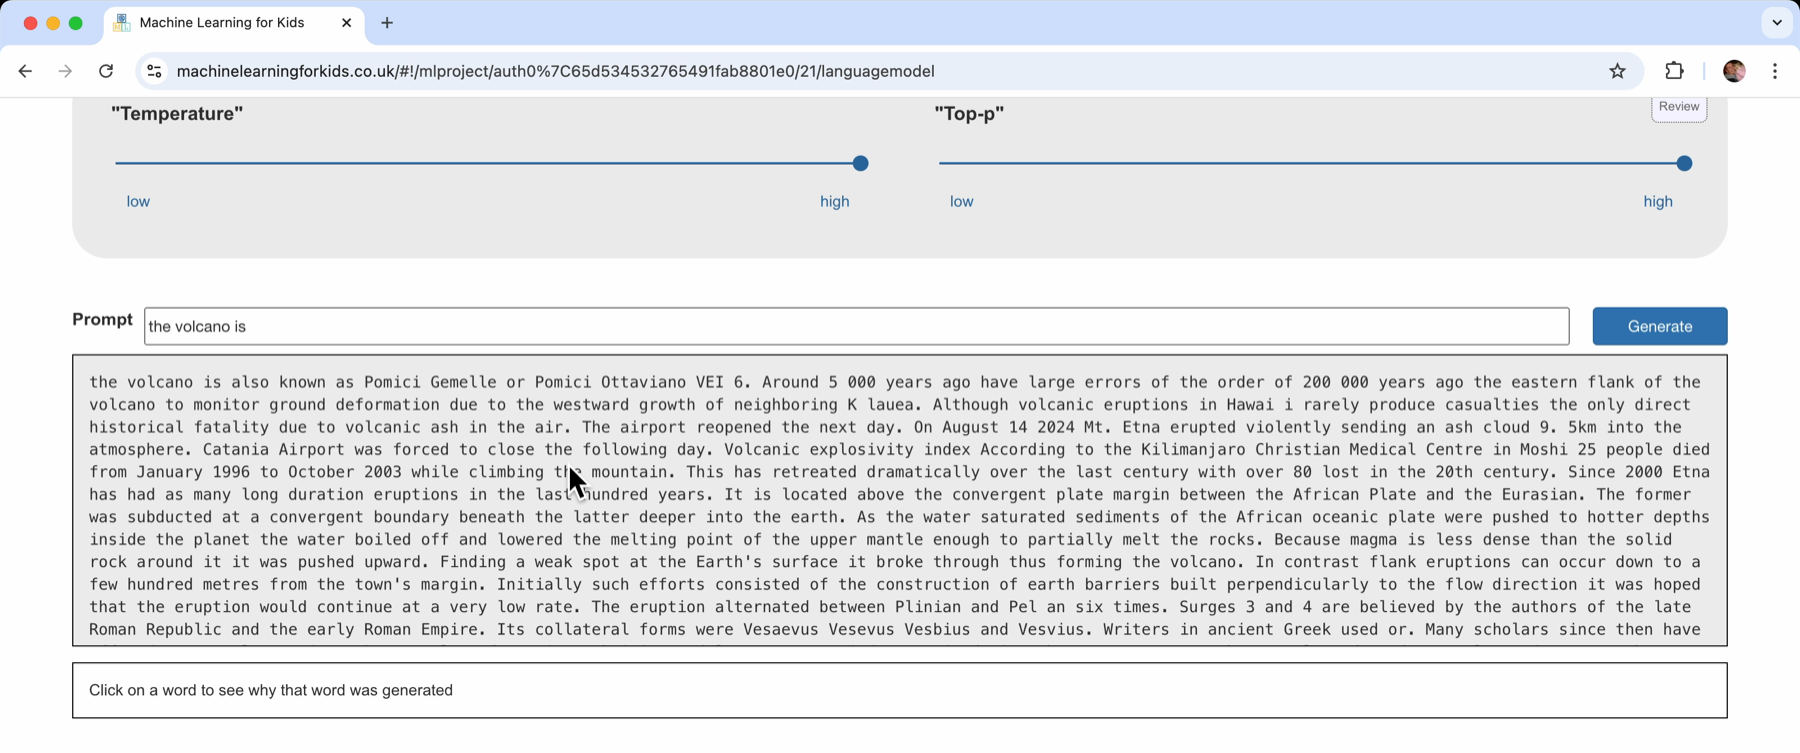 Machine Learning for Kids
machinelearningforkids.co.uk/#!/mlproject/auth0%7C65d534532765491fab8801e0/21/languagemodel
"Temperature"
"Top-p"
Review
low
high
low
high
Prompt
the volcano is
Generate
the volcano is also known as Pomici Gemelle or Pomici Ottaviano VEI 6. Around 5 000 years ago have large errors of the order of 200 000 years ago the eastern flank of the
volcano to monitor ground deformation due to the westward growth of neighboring K lauea. Although volcanic eruptions in Hawai i rarely produce casualties the only direct
historical fatality due to volcanic ash in the air. The airport reopened the next day. On August 14 2024 Mt. Etna erupted violently sending an ash cloud 9. 5km into the
atmosphere. Catania Airport was forced to close the following day. Volcanic explosivity index According to the Kilimanjaro Christian Medical Centre in Moshi 25 people died
from January 1996 to October 2003 while climbing the mountain. This has retreated dramatically over the last century with over 80 lost in the 20th century. Since 2000 Etna
has had as many long duration eruptions in the last hundred years. It is located above the convergent plate margin between the African Plate and the Eurasian. The former
was subducted at a convergent boundary beneath the latter deeper into the earth. As the water saturated sediments of the African oceanic plate were pushed to hotter depths
inside the planet the water boiled off and lowered the melting point of the upper mantle enough to partially melt the rocks. Because magma is less dense than the solid
rock around it it was pushed upward. Finding a weak spot at the Earth's surface it broke through thus forming the volcano. In contrast flank eruptions can occur down to a
few hundred metres from the town's margin. Initially such efforts consisted of the construction of earth barriers built perpendicularly to the flow direction it was hoped
that the eruption would continue at a very low rate. The eruption alternated between Plinian and Pel an six times. Surges 3 and 4 are believed by the authors of the late
Roman Republic and the early Roman Empire. Its collateral forms were Vesaevus Vesevus Vesbius and Vesvius. Writers in ancient Greek used or. Many scholars since then have
Click on a word to see why that word was generated